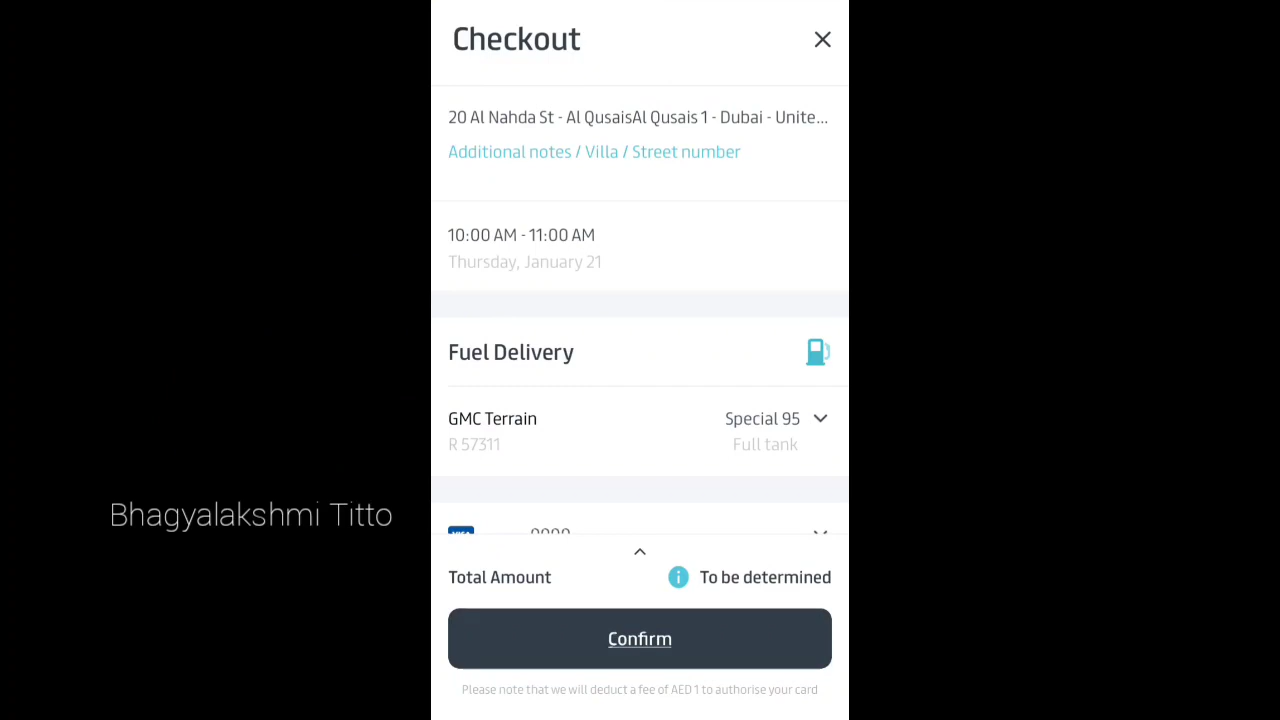 Checkout
20 Al Nahda St - Al QusaisAl Qusais 1 - Dubai - Unite...
Additional notes / Villa / Street number
10:00 AM - 11:00 AM
Thursday, January 21
Fuel Delivery
GMC Terrain
Special 95
R 57311
Full tank
Bhagyalakshmi Titto
Total Amount
To be determined
Confirm
Please note that we will deduct a fee of AED 1 to authorise your card